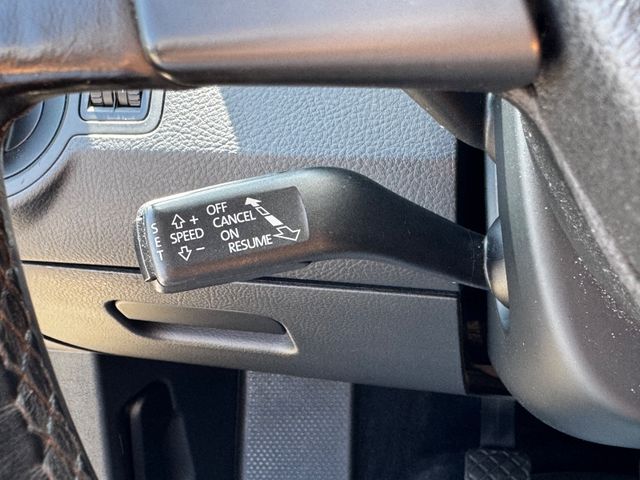 SET
+
SPEED
−
OFF
CANCEL
ON
RESUME